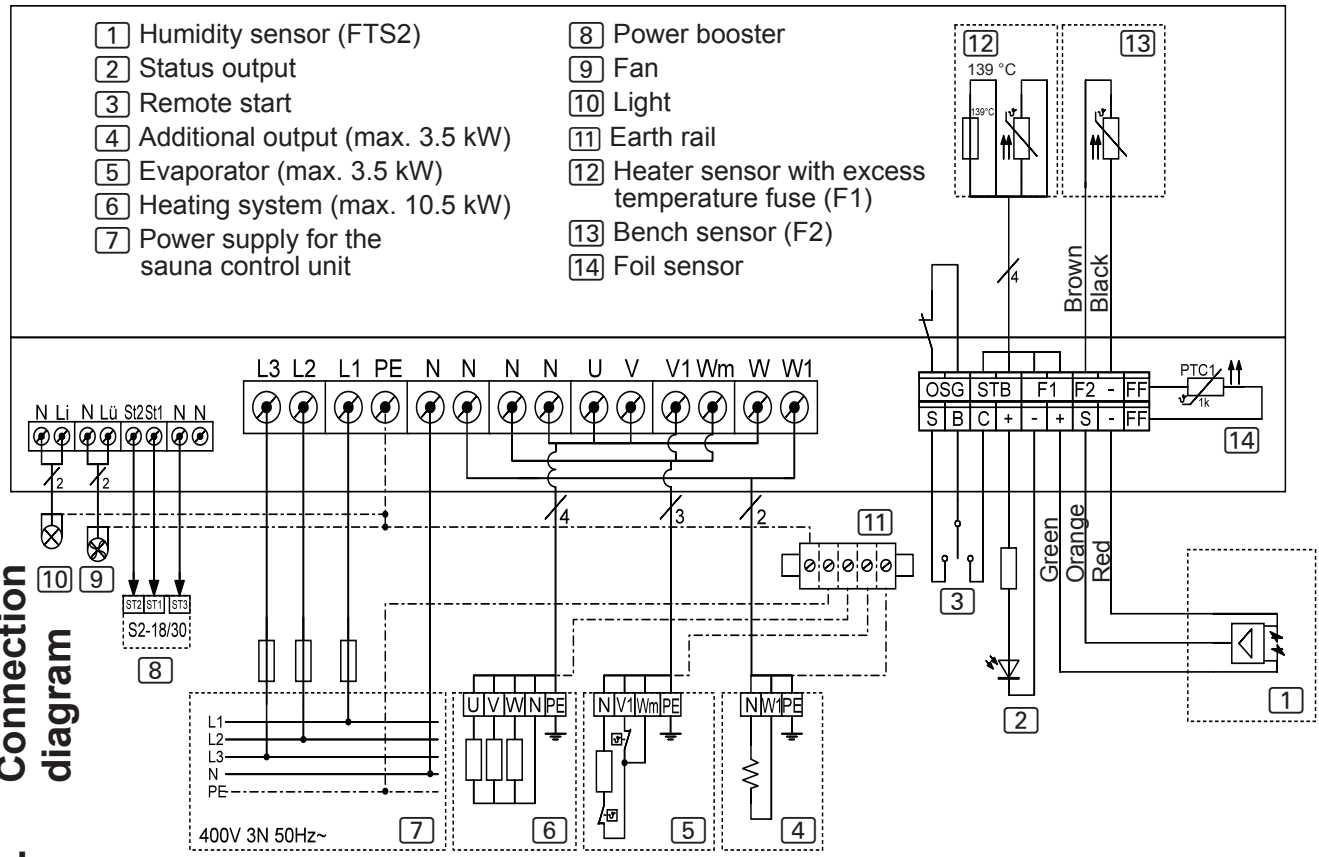 1 Humidity sensor (FTS2)
2 Status output
3 Remote start
4 Additional output (max. 3.5 kW)
5 Evaporator (max. 3.5 kW)
6 Heating system (max. 10.5 kW)
7 Power supply for the
sauna control unit
8 Power booster
9 Fan
10 Light
11 Earth rail
12 Heater sensor with excess
temperature fuse (F1)
13 Bench sensor (F2)
14 Foil sensor
12
139 °C
139°C
13
4
Brown
Black
L3 L2 L1 PE N N N N U V V1 Wm W W1
N Li N Lü St2 St1 N N
OSG STB F1 F2 - FF
S B C + - + S - FF
PTC1
1k
14
2 2
4 3 2
11
10 9
ST2 ST1 ST3
S2-18/30
8
3
Green
Orange
Red
2
1
L1
L2
L3
N
PE
400V 3N 50Hz~
7
U V W N PE
6
N V1 Wm PE
5
N W1 PE
4
Connection
diagram